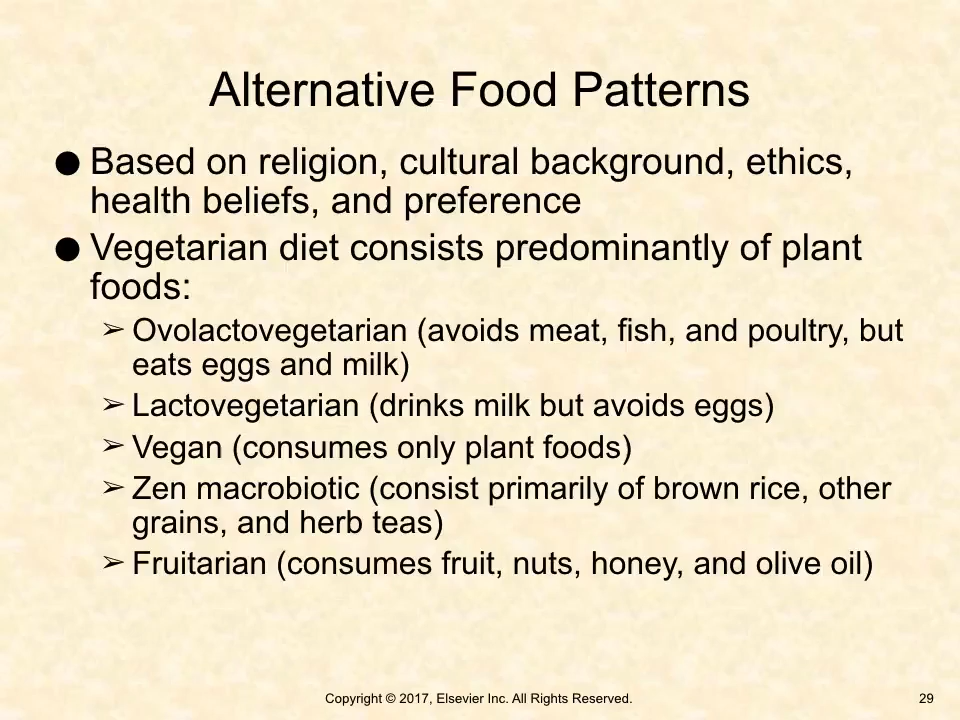 Alternative Food Patterns
● Based on religion, cultural background, ethics,
health beliefs, and preference
● Vegetarian diet consists predominantly of plant
foods:
➢ Ovolactovegetarian (avoids meat, fish, and poultry, but
eats eggs and milk)
➢ Lactovegetarian (drinks milk but avoids eggs)
➢ Vegan (consumes only plant foods)
➢ Zen macrobiotic (consist primarily of brown rice, other
grains, and herb teas)
➢ Fruitarian (consumes fruit, nuts, honey, and olive oil)
Copyright © 2017, Elsevier Inc. All Rights Reserved.
29